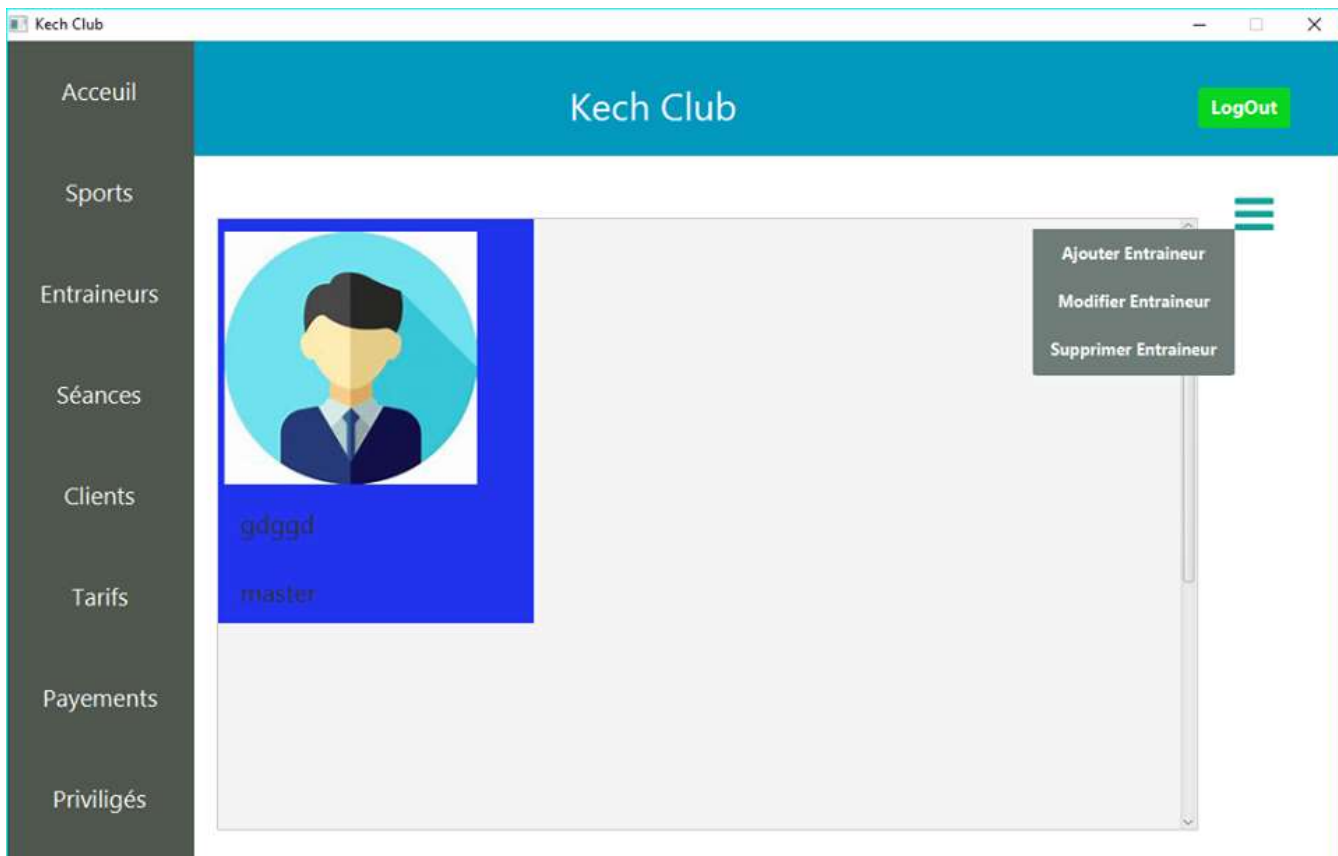 Kech Club
Kech Club
LogOut
Acceuil
Sports
Entraineurs
Séances
Clients
Tarifs
Payements
Priviligés
Ajouter Entraineur
Modifier Entraineur
Supprimer Entraineur
gdggd
master